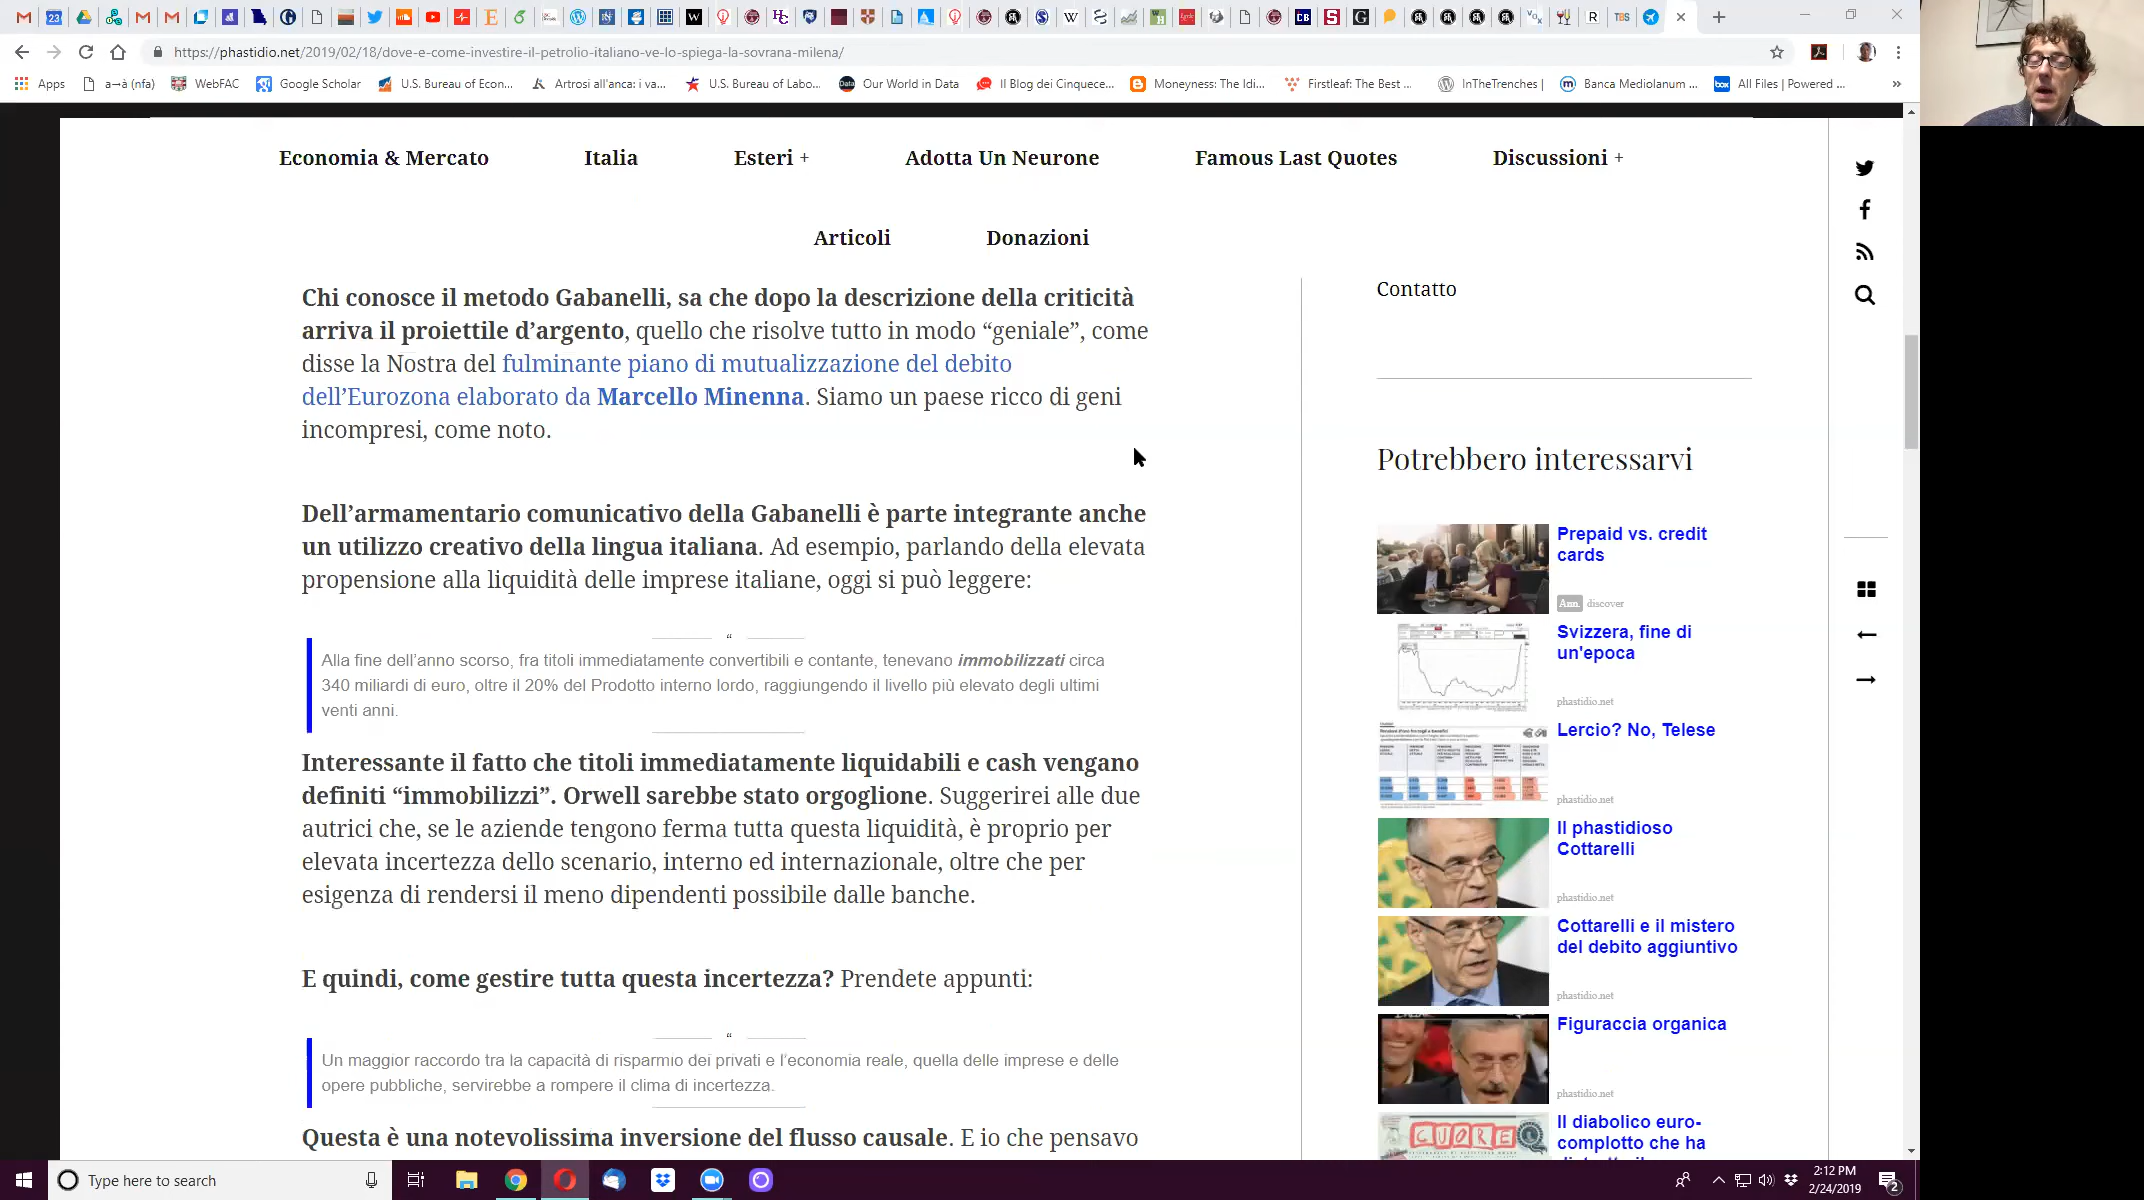 https://phastidio.net/2019/02/18/dove-e-come-investire-il-petrolio-italiano-ve-lo-spiega-la-sovrana-milena/
Apps a→à (nfa) WebFAC Google Scholar U.S. Bureau of Econ... Artrosi all'anca: i va... U.S. Bureau of Labo... Our World in Data Il Blog dei Cinquece... Moneyness: The Idi... Firstleaf: The Best ... InTheTrenches | Banca Mediolanum ... All Files | Powered ... »
Economia & Mercato Italia Esteri + Adotta Un Neurone Famous Last Quotes Discussioni +
Articoli Donazioni
Chi conosce il metodo Gabanelli, sa che dopo la descrizione della criticità
arriva il proiettile d’argento, quello che risolve tutto in modo “geniale”, come
disse la Nostra del fulminante piano di mutualizzazione del debito
dell’Eurozona elaborato da Marcello Minenna. Siamo un paese ricco di geni
incompresi, come noto.
Dell’armamentario comunicativo della Gabanelli è parte integrante anche
un utilizzo creativo della lingua italiana. Ad esempio, parlando della elevata
propensione alla liquidità delle imprese italiane, oggi si può leggere:
“
Alla fine dell’anno scorso, fra titoli immediatamente convertibili e contante, tenevano immobilizzati circa
340 miliardi di euro, oltre il 20% del Prodotto interno lordo, raggiungendo il livello più elevato degli ultimi
venti anni.
Interessante il fatto che titoli immediatamente liquidabili e cash vengano
definiti “immobilizzi”. Orwell sarebbe stato orgoglione. Suggerirei alle due
autrici che, se le aziende tengono ferma tutta questa liquidità, è proprio per
elevata incertezza dello scenario, interno ed internazionale, oltre che per
esigenza di rendersi il meno dipendenti possibile dalle banche.
E quindi, come gestire tutta questa incertezza? Prendete appunti:
“
Un maggior raccordo tra la capacità di risparmio dei privati e l’economia reale, quella delle imprese e delle
opere pubbliche, servirebbe a rompere il clima di incertezza.
Questa è una notevolissima inversione del flusso causale. E io che pensavo
Contatto
Potrebbero interessarvi
Prepaid vs. credit
cards
Ann. discover
Svizzera, fine di
un'epoca
phastidio.net
Lercio? No, Telese
phastidio.net
Il phastidioso
Cottarelli
phastidio.net
Cottarelli e il mistero
del debito aggiuntivo
phastidio.net
Figuraccia organica
phastidio.net
CUORE
Il diabolico euro-
complotto che ha
Type here to search
2:12 PM
2/24/2019
2